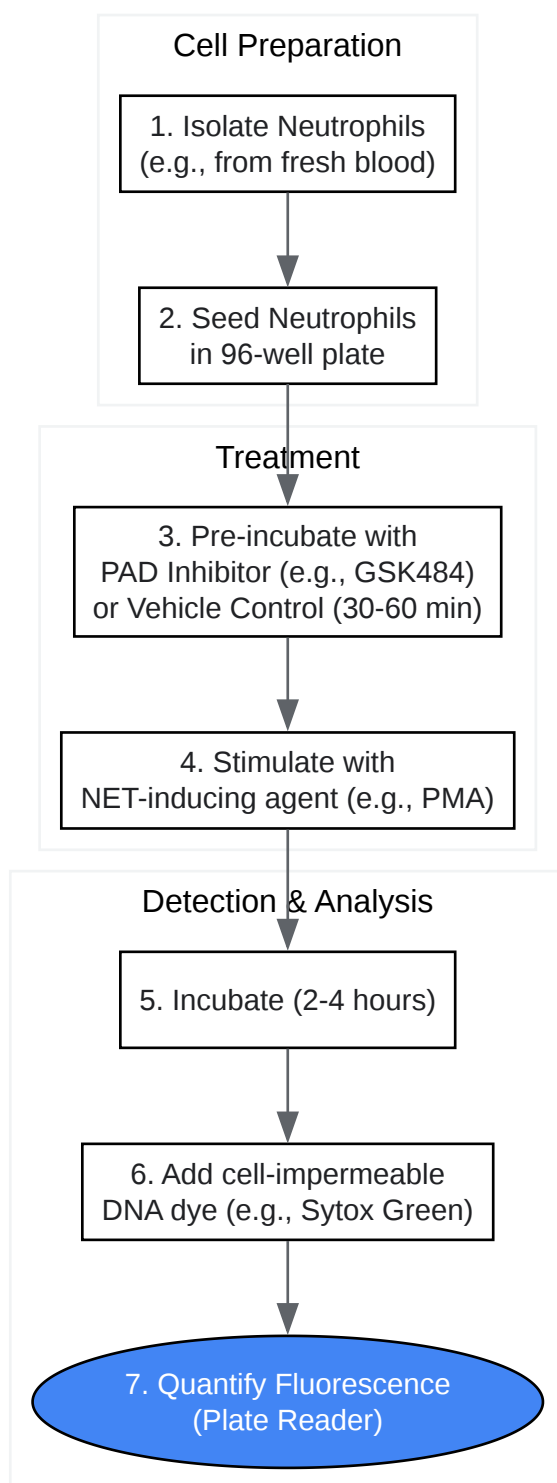 Cell Preparation
1. Isolate Neutrophils
(e.g., from fresh blood)
2. Seed Neutrophils
in 96-well plate
Treatment
3. Pre-incubate with
PAD Inhibitor (e.g., GSK484)
or Vehicle Control (30-60 min)
4. Stimulate with
NET-inducing agent (e.g., PMA)
Detection & Analysis
5. Incubate (2-4 hours)
6. Add cell-impermeable
DNA dye (e.g., Sytox Green)
7. Quantify Fluorescence
(Plate Reader)